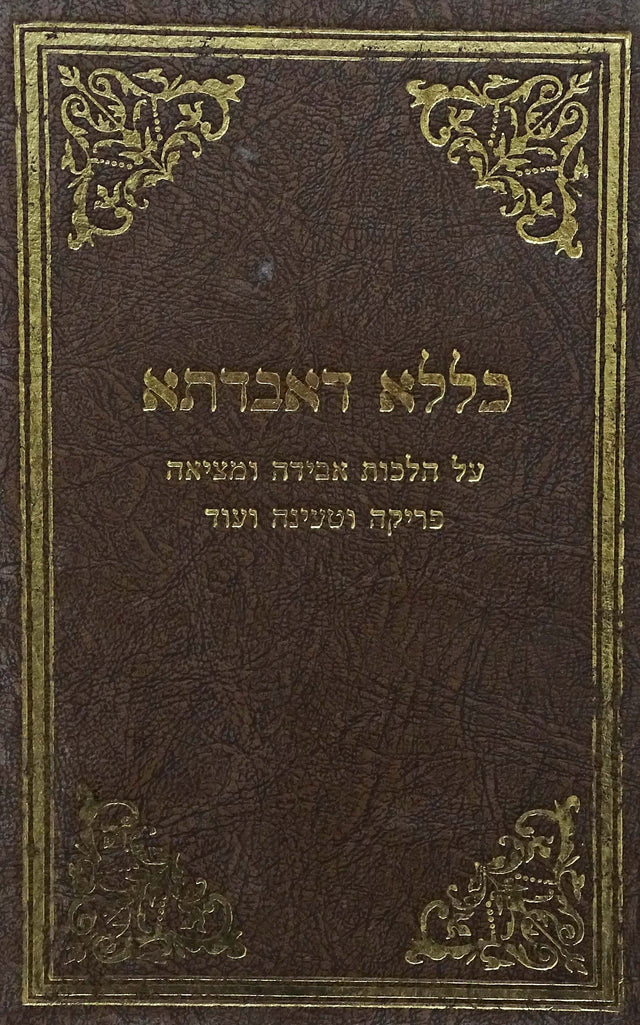 כללא דאבדתא
על הלכות אבידה ומציאה
פריקה וטעינה ועוד